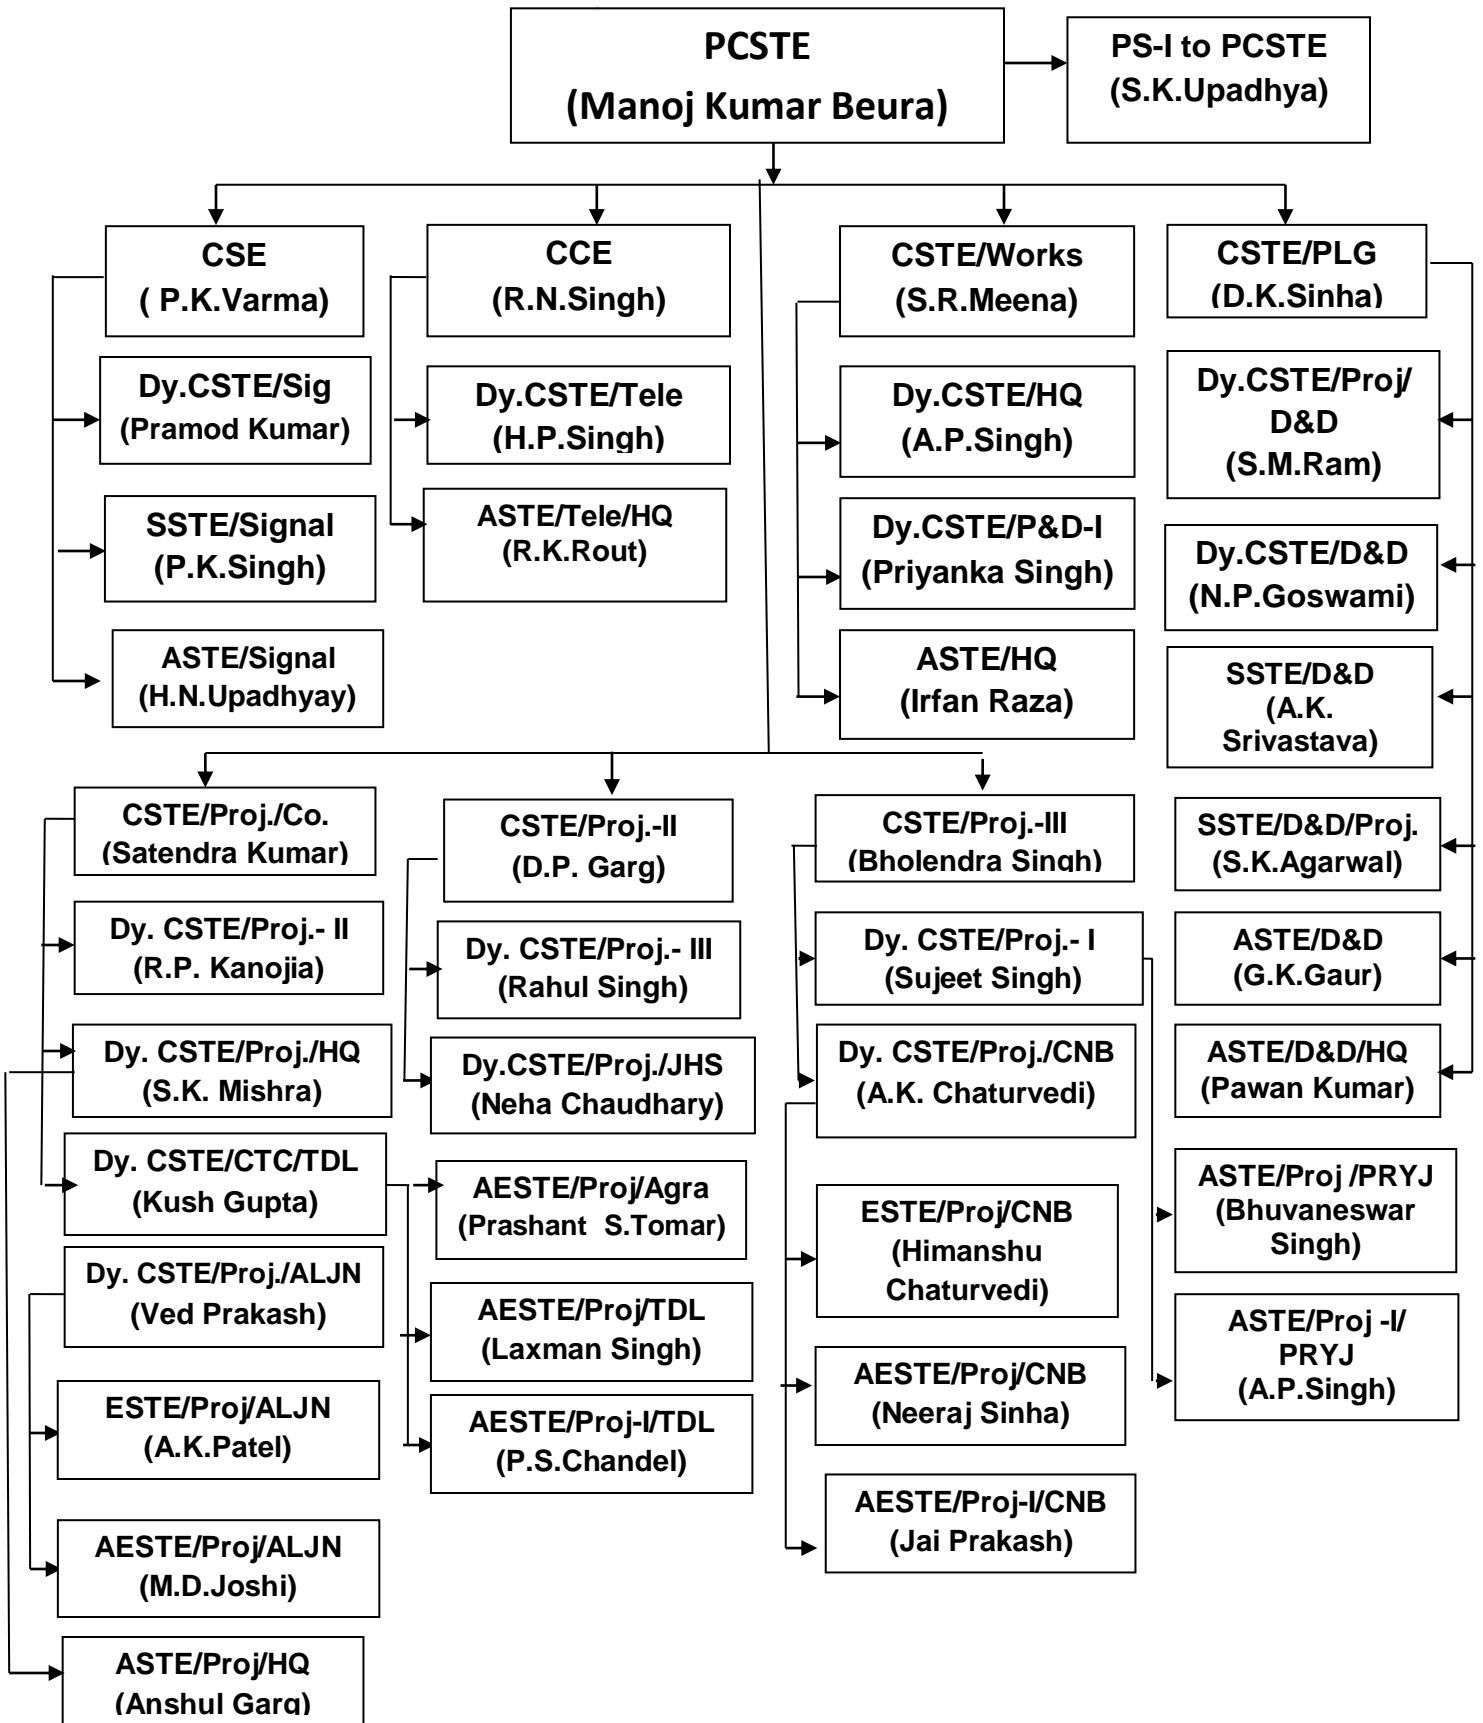 PCSTE
(Manoj Kumar Beura)
PS-I to PCSTE
(S.K.Upadhya)
CSE
( P.K.Varma)
CCE
(R.N.Singh)
CSTE/Works
(S.R.Meena)
CSTE/PLG
(D.K.Sinha)
Dy.CSTE/Sig
(Pramod Kumar)
Dy.CSTE/Tele
(H.P.Singh)
Dy.CSTE/HQ
(A.P.Singh)
Dy.CSTE/Proj/
D&D
(S.M.Ram)
SSTE/Signal
(P.K.Singh)
ASTE/Tele/HQ
(R.K.Rout)
Dy.CSTE/P&D-I
(Priyanka Singh)
Dy.CSTE/D&D
(N.P.Goswami)
ASTE/Signal
(H.N.Upadhyay)
ASTE/HQ
(Irfan Raza)
SSTE/D&D
(A.K.
Srivastava)
CSTE/Proj./Co.
(Satendra Kumar)
CSTE/Proj.-II
(D.P. Garg)
CSTE/Proj.-III
(Bholendra Singh)
SSTE/D&D/Proj.
(S.K.Agarwal)
Dy. CSTE/Proj.- II
(R.P. Kanojia)
Dy. CSTE/Proj.- III
(Rahul Singh)
Dy. CSTE/Proj.- I
(Sujeet Singh)
ASTE/D&D
(G.K.Gaur)
Dy. CSTE/Proj./HQ
(S.K. Mishra)
Dy.CSTE/Proj./JHS
(Neha Chaudhary)
Dy. CSTE/Proj./CNB
(A.K. Chaturvedi)
ASTE/D&D/HQ
(Pawan Kumar)
Dy. CSTE/CTC/TDL
(Kush Gupta)
AESTE/Proj/Agra
(Prashant  S.Tomar)
ESTE/Proj/CNB
(Himanshu
Chaturvedi)
ASTE/Proj /PRYJ
(Bhuvaneswar
Singh)
Dy. CSTE/Proj./ALJN
(Ved Prakash)
AESTE/Proj/TDL
(Laxman Singh)
AESTE/Proj/CNB
(Neeraj Sinha)
ASTE/Proj -I/
PRYJ
(A.P.Singh)
ESTE/Proj/ALJN
(A.K.Patel)
AESTE/Proj-I/TDL
(P.S.Chandel)
AESTE/Proj-I/CNB
(Jai Prakash)
AESTE/Proj/ALJN
(M.D.Joshi)
ASTE/Proj/HQ
(Anshul Garg)